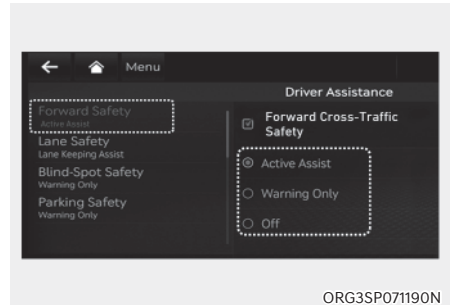 Menu
Driver Assistance
Forward Safety
Active Assist
Lane Safety
Lane Keeping Assist
Blind-Spot Safety
Warning Only
Parking Safety
Warning Only
Forward Cross-Traffic
Safety
Active Assist
Warning Only
Off
ORG3SP071190N